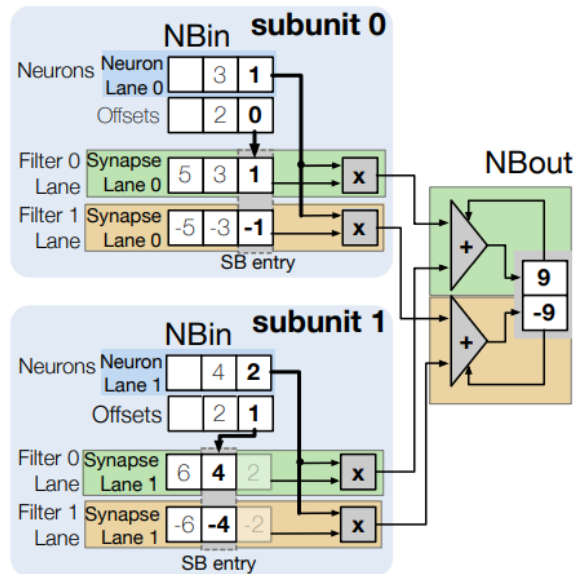 subunit 0
NBin
Neurons Neuron Lane 0 3 1
Offsets 2 0
Filter 0 Lane Synapse Lane 0 5 3 1 x
Filter 1 Lane Synapse Lane 0 -5 -3 -1 x
SB entry
NBout
+ 9
+ -9
subunit 1
NBin
Neurons Neuron Lane 1 4 2
Offsets 2 1
Filter 0 Lane Synapse Lane 1 6 4 2 x
Filter 1 Lane Synapse Lane 1 -6 -4 -2 x
SB entry